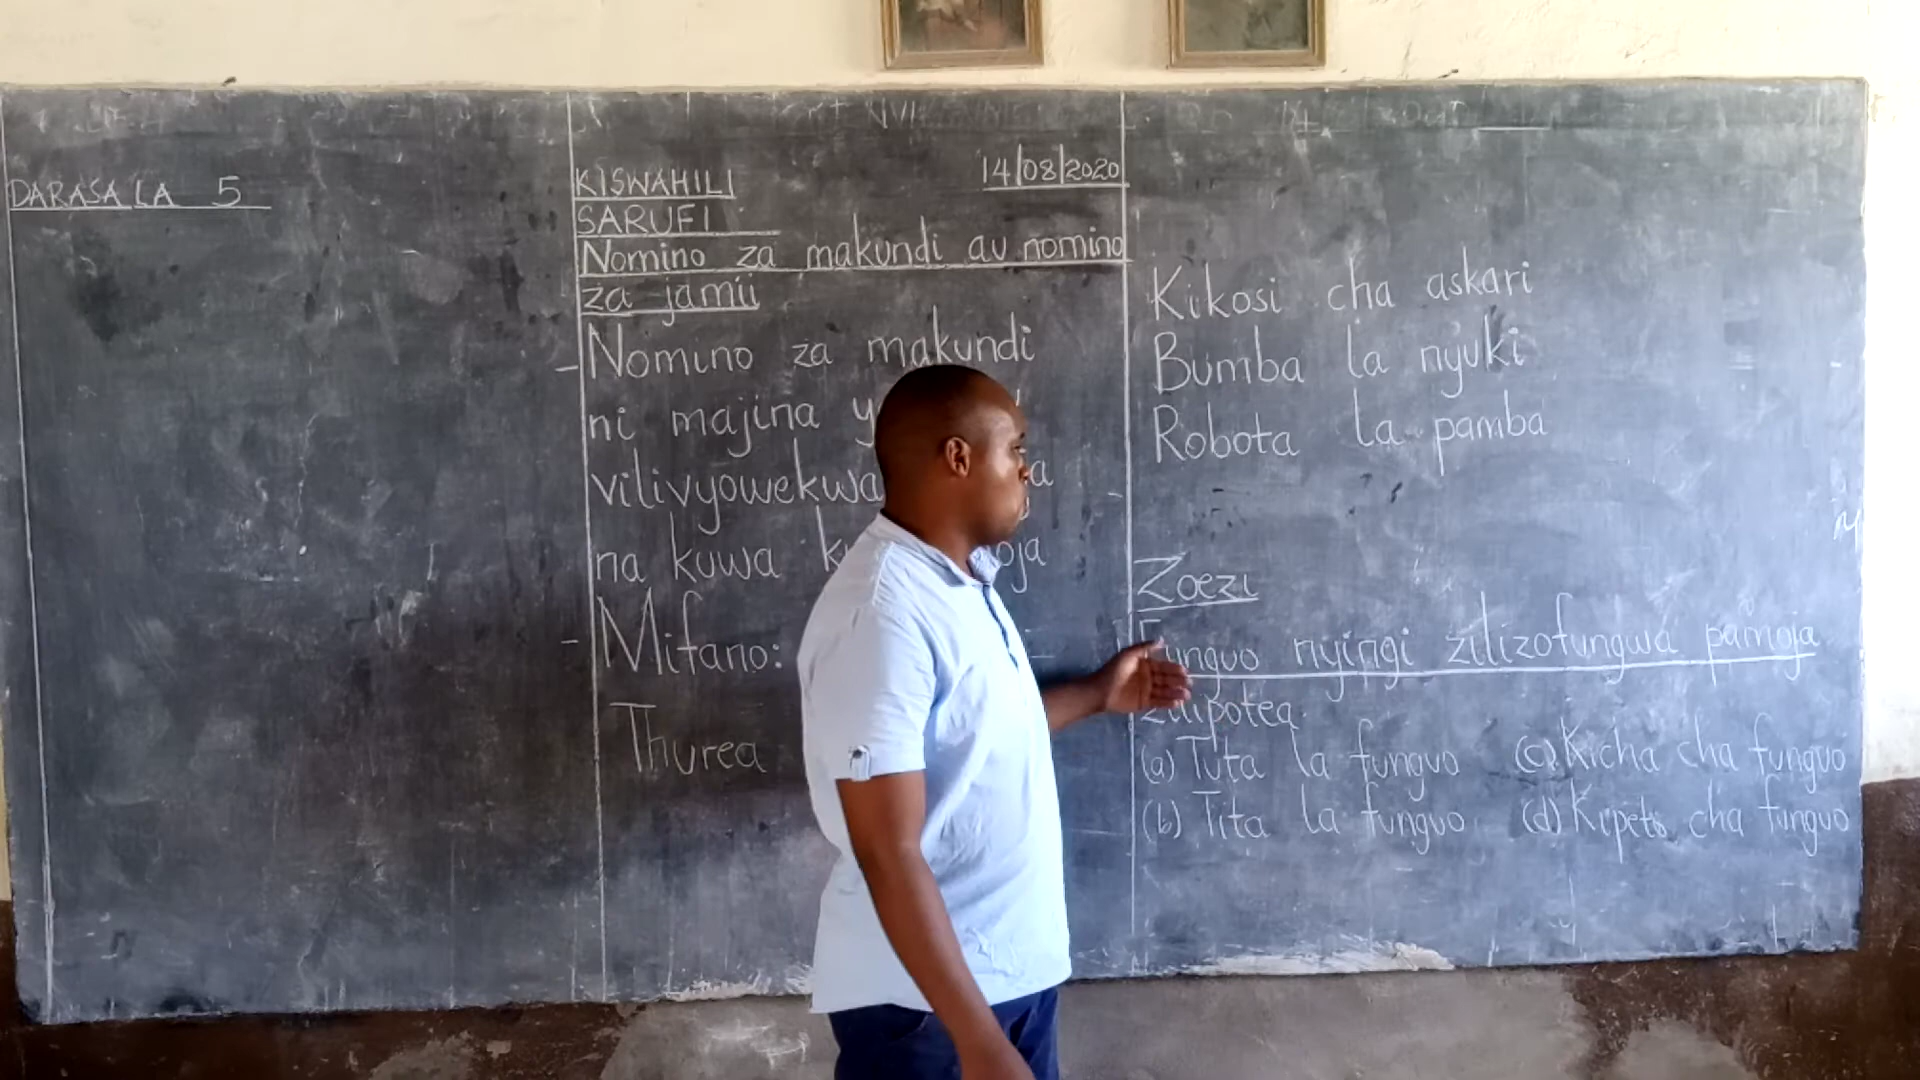 DARASA LA 5
KISWAHILI 14/08/2020
SARUFI
Nomino za makundi au nomino
za jamii
- Nomino za makundi
ni majina
vilivyowekwa
na kuwa
- Mifano:
Thurea
Kikosi cha askari
Bumba la nyuki
Robota la pamba
Zoezi
Funguo nyingi zilizofungwa pamoja
zilipotea.
(a) Tuta la funguo (c) Kicha cha funguo
(b) Tita la funguo (d) Kipeto cha funguo